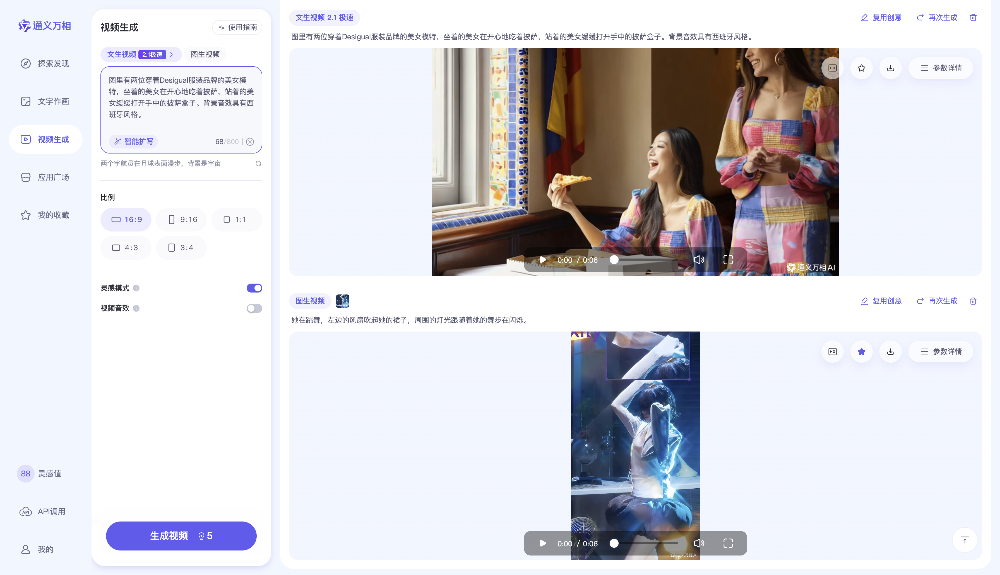 通义万相
探索发现
文字作画
视频生成
应用广场
我的收藏
88 灵感值
API调用
我的
视频生成
使用指南
文生视频 2.1极速
图生视频
图里有两位穿着Desigual服装品牌的美女模
特，坐着的美女在开心地吃着披萨，站着的美
女缓缓打开手中的披萨盒子。背景音效具有西
班牙风格。
智能扩写
68/800
两个宇航员在月球表面漫步，背景是宇宙
比例
16:9
9:16
1:1
4:3
3:4
灵感模式
视频音效
生成视频 5
文生视频 2.1 极速
复用创意
再次生成
图里有两位穿着Desigual服装品牌的美女模特，坐着的美女在开心地吃着披萨，站着的美女缓缓打开手中的披萨盒子。背景音效具有西班牙风格。
HD
参数详情
0:00 / 0:06
通义万相 AI
图生视频
复用创意
再次生成
她在跳舞，左边的风扇吹起她的裙子，周围的灯光跟随着她的舞步在闪烁。
HD
参数详情
0:00 / 0:06
通义万相 AI